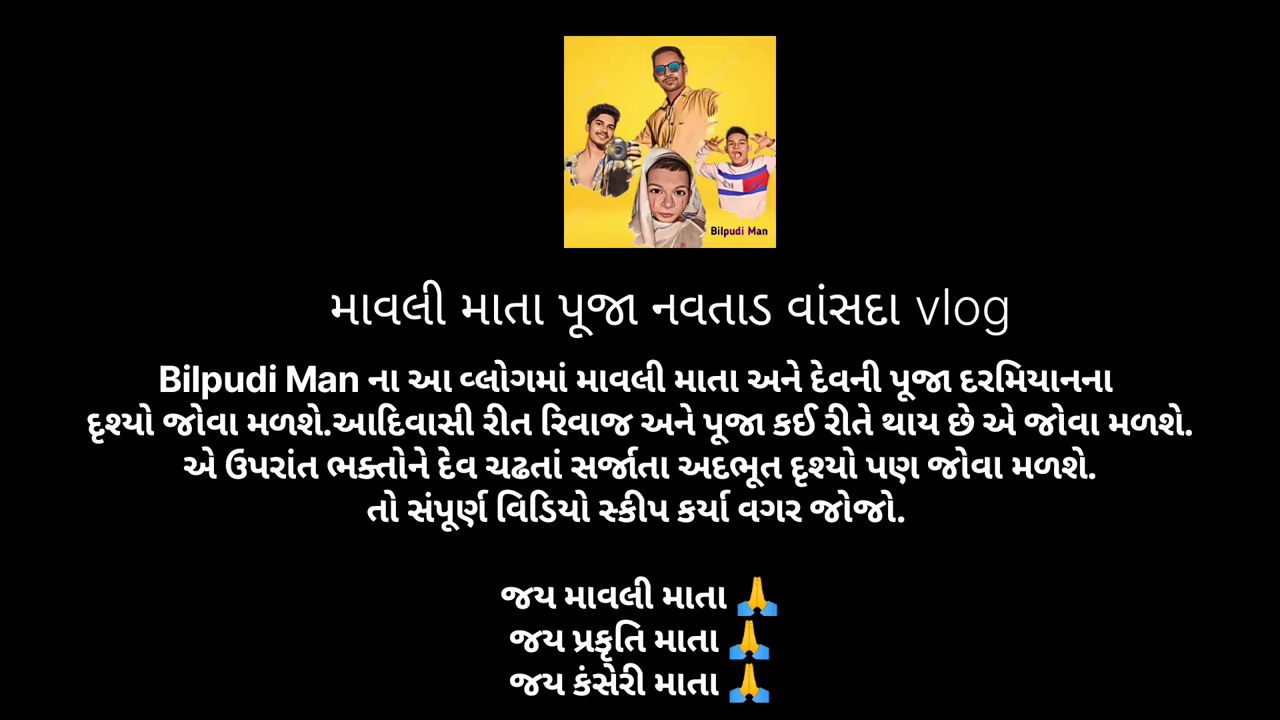 Bilpudi Man
માવલી માતા પૂજા નવતાડ વાંસદા vlog
Bilpudi Man ના આ વ્લોગમાં માવલી માતા અને દેવની પૂજા દરમિયાનના
દૃશ્યો જોવા મળશે.આદિવાસી રીત રિવાજ અને પૂજા કઈ રીતે થાય છે એ જોવા મળશે.
એ ઉપરાંત ભક્તોને દેવ ચઢતાં સર્જાતા અદભૂત દૃશ્યો પણ જોવા મળશે.
તો સંપૂર્ણ વિડિયો સ્કીપ કર્યા વગર જોજો.
જય માવલી માતા 🙏
જય પ્રકૃતિ માતા 🙏
જય કંસેરી માતા 🙏